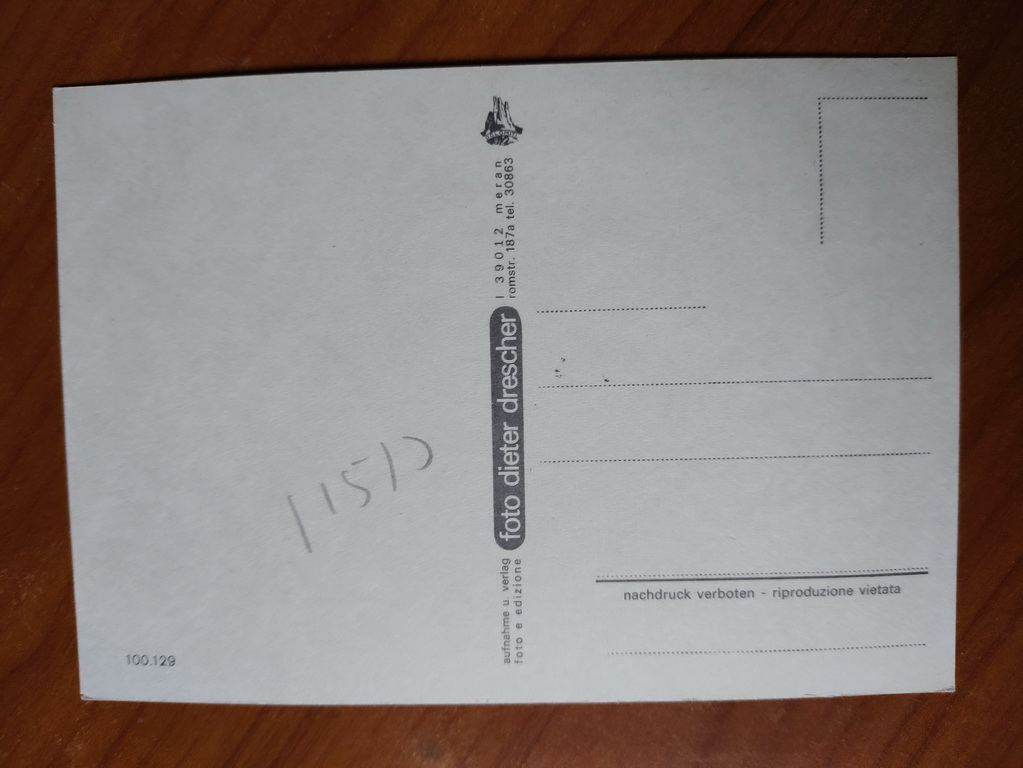 I 39012 meran
romstr. 187a tel. 30863
foto dieter drescher
aufnahme u. verlag
foto e edizione
nachdruck verboten - riproduzione vietata
100.129